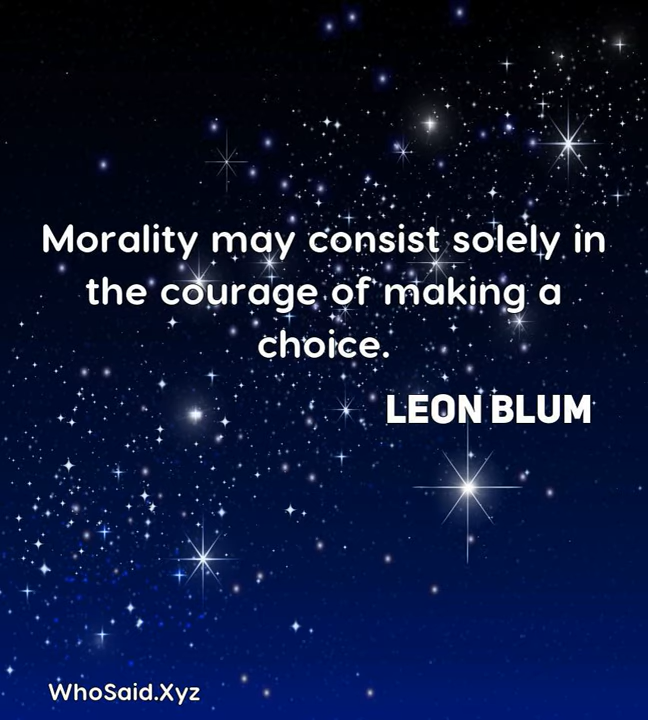 Morality may consist solely in
the courage of making a
choice.
LEON BLUM
WhoSaid.Xyz